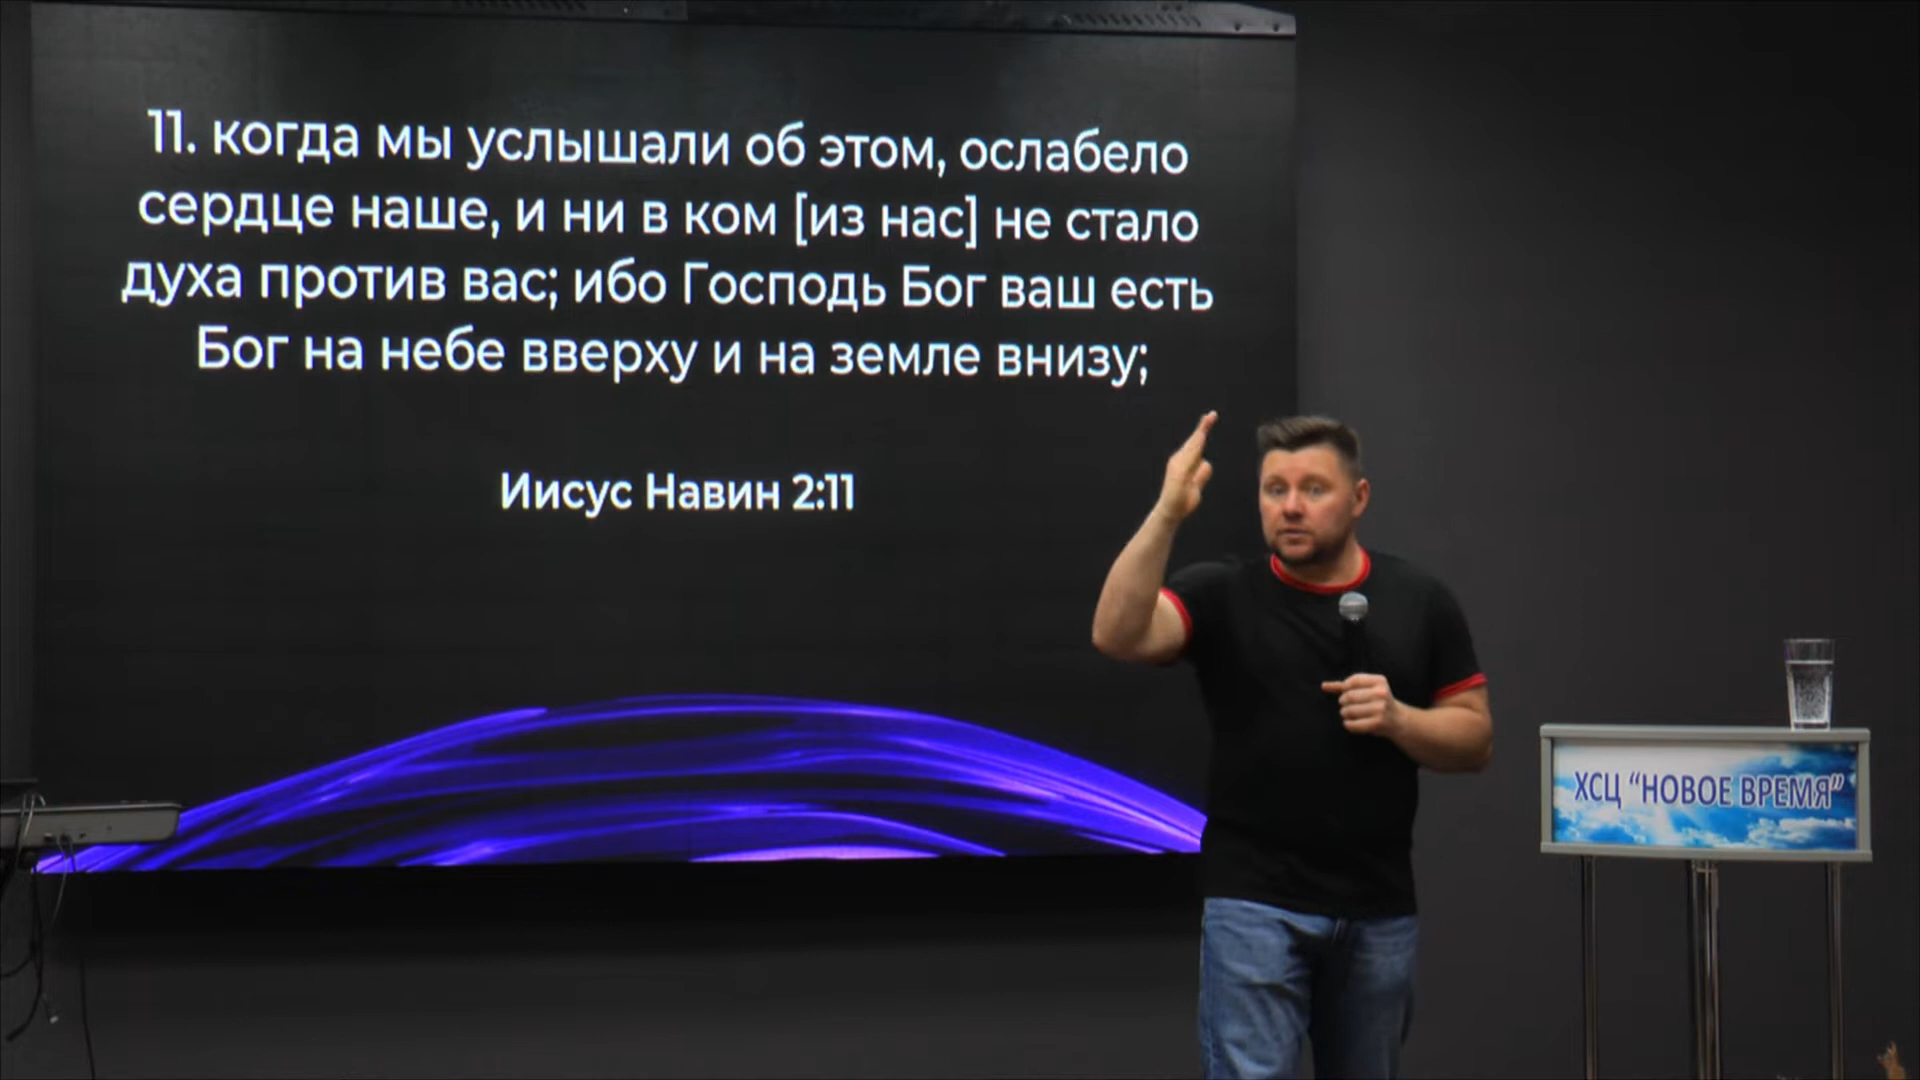 11. когда мы услышали об этом, ослабело
сердце наше, и ни в ком [из нас] не стало
духа против вас; ибо Господь Бог ваш есть
Бог на небе вверху и на земле внизу;
Иисус Навин 2:11
ХСЦ “НОВОЕ ВРЕМЯ”